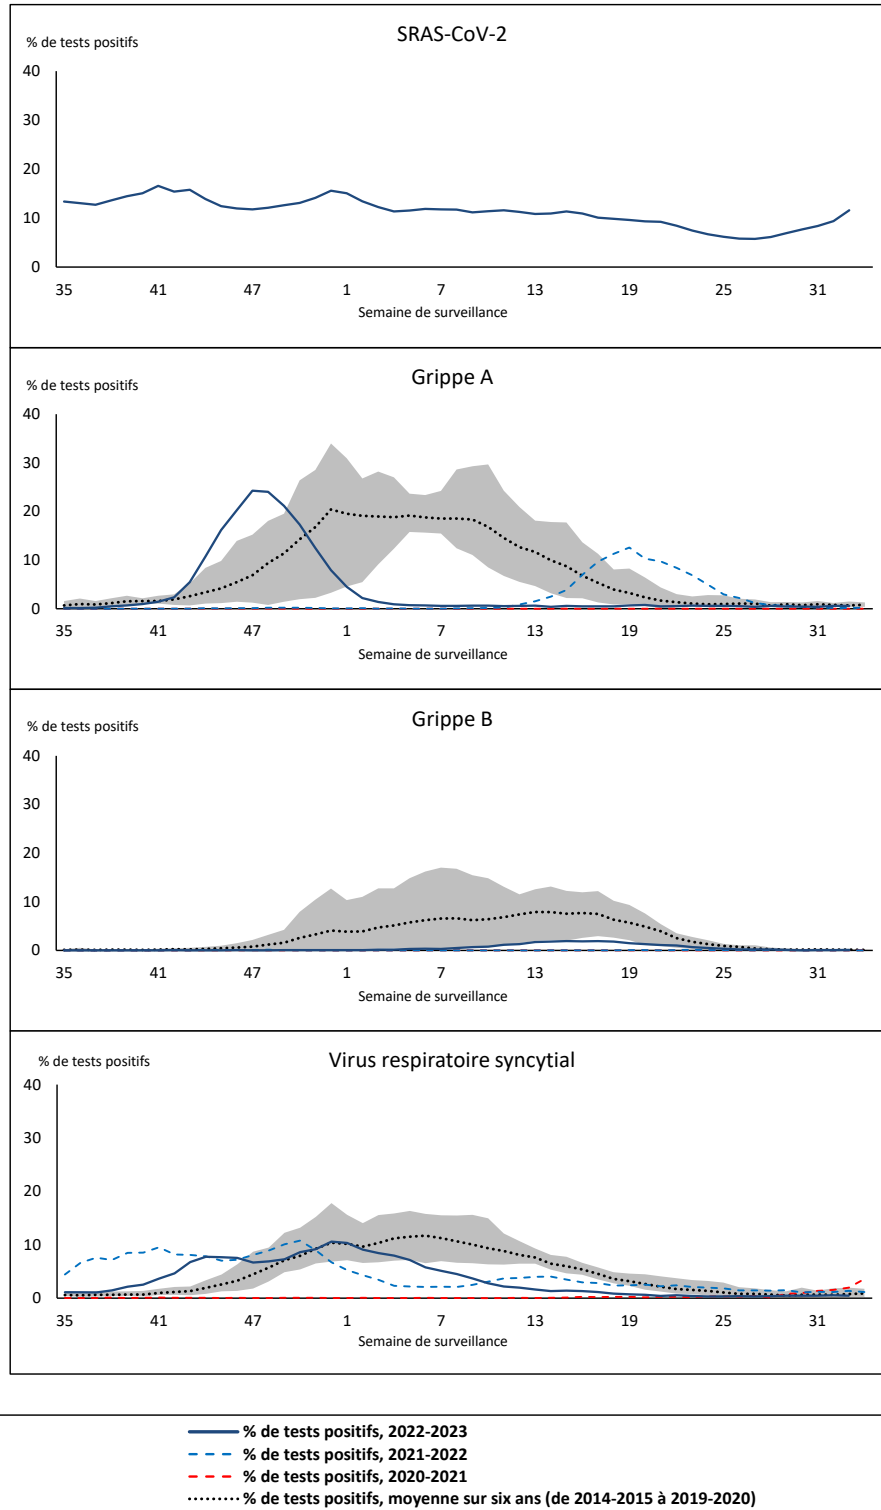 SRAS-CoV-2
% de tests positifs
40
30
20
10
0
35 41 47 1 7 13 19 25 31
Semaine de surveillance
Grippe A
% de tests positifs
40
30
20
10
0
35 41 47 1 7 13 19 25 31
Semaine de surveillance
Grippe B
% de tests positifs
40
30
20
10
0
35 41 47 1 7 13 19 25 31
Semaine de surveillance
Virus respiratoire syncytial
% de tests positifs
40
30
20
10
0
35 41 47 1 7 13 19 25 31
Semaine de surveillance
% de tests positifs, 2022-2023
% de tests positifs, 2021-2022
% de tests positifs, 2020-2021
% de tests positifs, moyenne sur six ans (de 2014-2015 à 2019-2020)